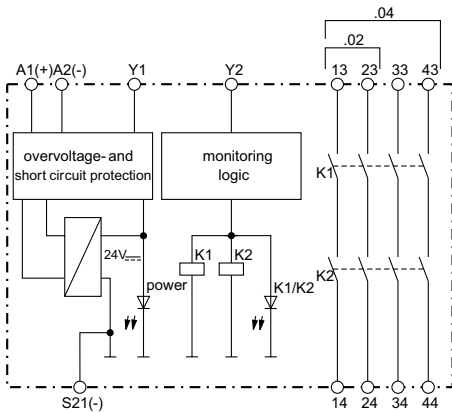 .04
.02
A1(+) A2(-) Y1 Y2 13 23 33 43
overvoltage- and
short circuit protection
monitoring
logic
K1
24V
K1 K2
power
K1/K2
K2
S21(-)
14 24 34 44